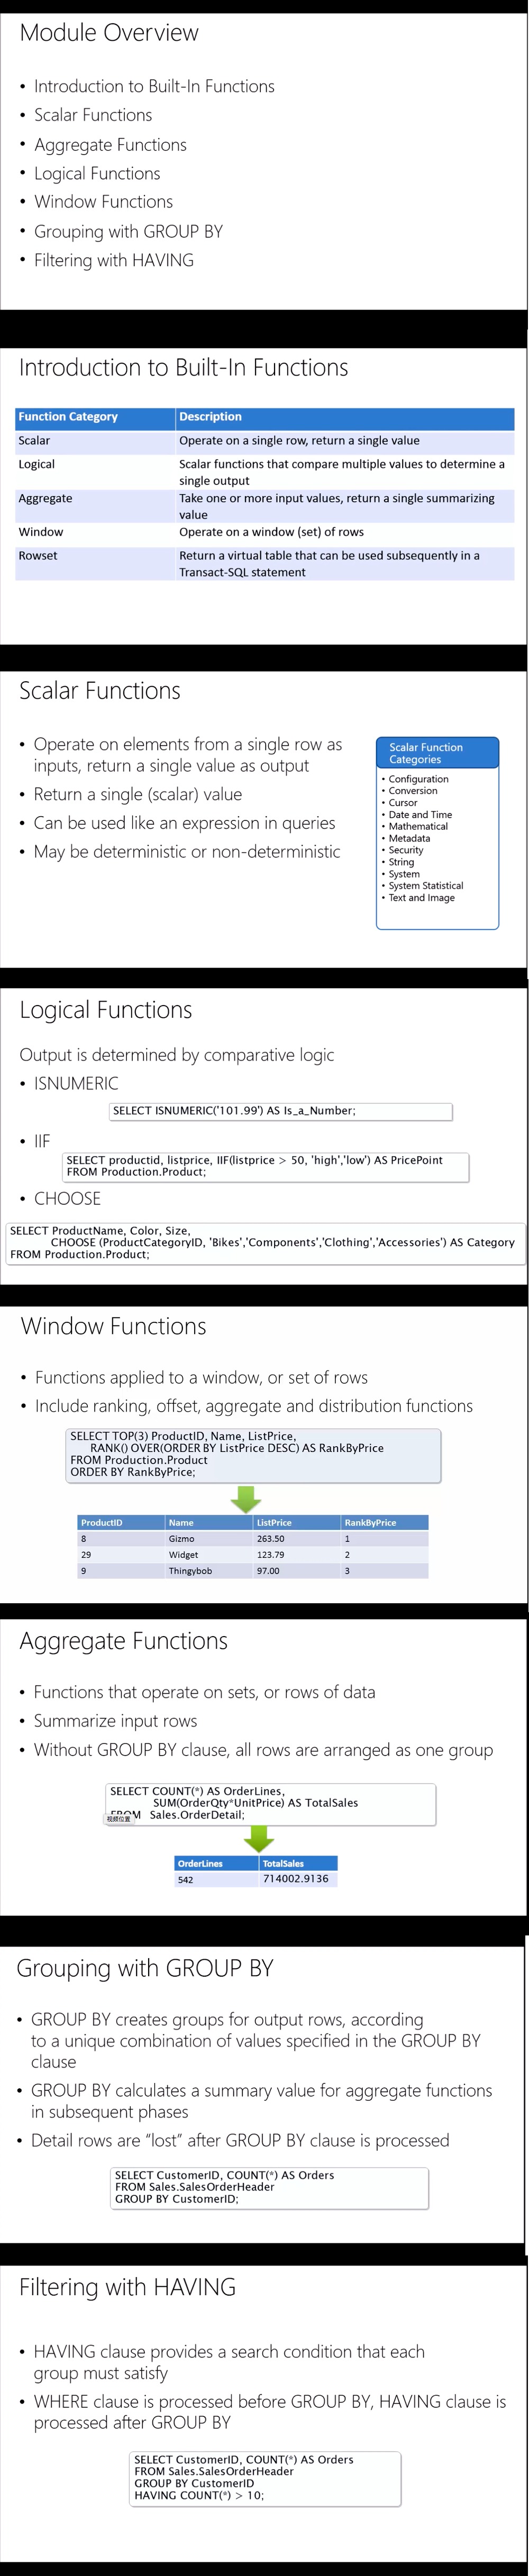 Module Overview
• Introduction to Built-In Functions
• Scalar Functions
• Aggregate Functions
• Logical Functions
• Window Functions
• Grouping with GROUP BY
• Filtering with HAVING
Introduction to Built-In Functions
Function Category Description
Scalar Operate on a single row, return a single value
Logical Scalar functions that compare multiple values to determine a
single output
Aggregate Take one or more input values, return a single summarizing
value
Window Operate on a window (set) of rows
Rowset Return a virtual table that can be used subsequently in a
Transact-SQL statement
Scalar Functions
• Operate on elements from a single row as
inputs, return a single value as output
• Return a single (scalar) value
• Can be used like an expression in queries
• May be deterministic or non-deterministic
Scalar Function
Categories
• Configuration
• Conversion
• Cursor
• Date and Time
• Mathematical
• Metadata
• Security
• String
• System
• System Statistical
• Text and Image
Logical Functions
Output is determined by comparative logic
• ISNUMERIC
SELECT ISNUMERIC('101.99') AS Is_a_Number;
• IIF
SELECT productid, listprice, IIF(listprice > 50, 'high','low') AS PricePoint
FROM Production.Product;
• CHOOSE
SELECT ProductName, Color, Size,
CHOOSE (ProductCategoryID, 'Bikes','Components','Clothing','Accessories') AS Category
FROM Production.Product;
Window Functions
• Functions applied to a window, or set of rows
• Include ranking, offset, aggregate and distribution functions
SELECT TOP(3) ProductID, Name, ListPrice,
RANK() OVER(ORDER BY ListPrice DESC) AS RankByPrice
FROM Production.Product
ORDER BY RankByPrice;
ProductID Name ListPrice RankByPrice
8 Gizmo 263.50 1
29 Widget 123.79 2
9 Thingybob 97.00 3
Aggregate Functions
• Functions that operate on sets, or rows of data
• Summarize input rows
• Without GROUP BY clause, all rows are arranged as one group
SELECT COUNT(*) AS OrderLines,
SUM(OrderQty*UnitPrice) AS TotalSales
FROM Sales.OrderDetail;
视频位置
OrderLines TotalSales
542 714002.9136
Grouping with GROUP BY
• GROUP BY creates groups for output rows, according
to a unique combination of values specified in the GROUP BY
clause
• GROUP BY calculates a summary value for aggregate functions
in subsequent phases
• Detail rows are “lost” after GROUP BY clause is processed
SELECT CustomerID, COUNT(*) AS Orders
FROM Sales.SalesOrderHeader
GROUP BY CustomerID;
Filtering with HAVING
• HAVING clause provides a search condition that each
group must satisfy
• WHERE clause is processed before GROUP BY, HAVING clause is
processed after GROUP BY
SELECT CustomerID, COUNT(*) AS Orders
FROM Sales.SalesOrderHeader
GROUP BY CustomerID
HAVING COUNT(*) > 10;